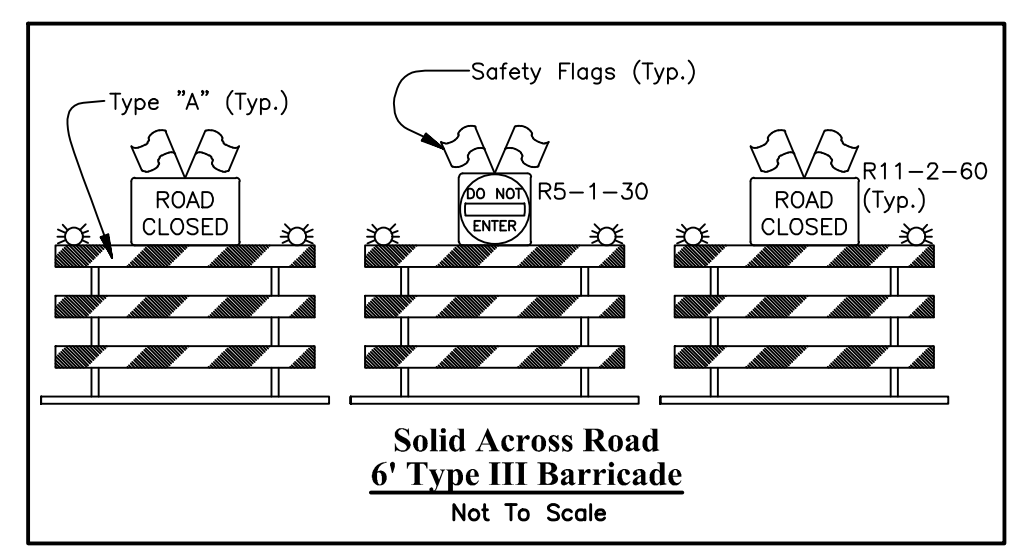 Safety Flags (Typ.)
Type "A" (Typ.)
ROAD
CLOSED
DO NOT
ENTER
R5-1-30
ROAD
CLOSED
R11-2-60
(Typ.)
Solid Across Road
6' Type III Barricade
Not To Scale